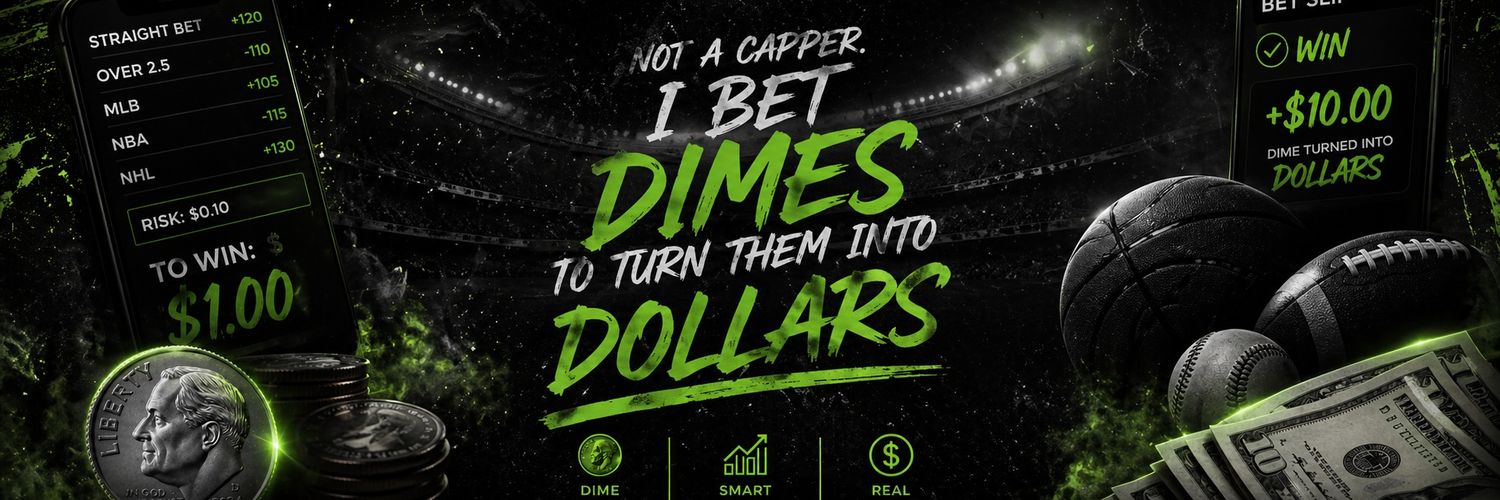 STRAIGHT BET +120
OVER 2.5 -110
MLB +105
NBA -115
NHL +130
RISK: $0.10
TO WIN: $
$1.00
LIBERTY
IN GOD
D
NOT A CAPPER.
I BET
DIMES
TO TURN THEM INTO
DOLLARS
DIME
SMART
REAL
BET SLIP
WIN
+$10.00
DIME TURNED INTO
DOLLARS
10